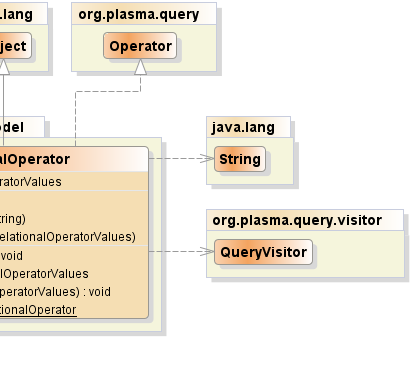 .lang
org.plasma.query
ject
Operator
odel
java.lang
alOperator
String
ratorValues
tring)
org.plasma.query.visitor
elationalOperatorValues)
void
QueryVisitor
lOperatorValues
peratorValues) : void
tionalOperator